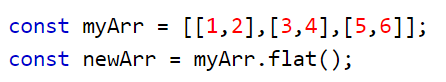 const myArr = [[1,2],[3,4],[5,6]];
const newArr = myArr.flat();